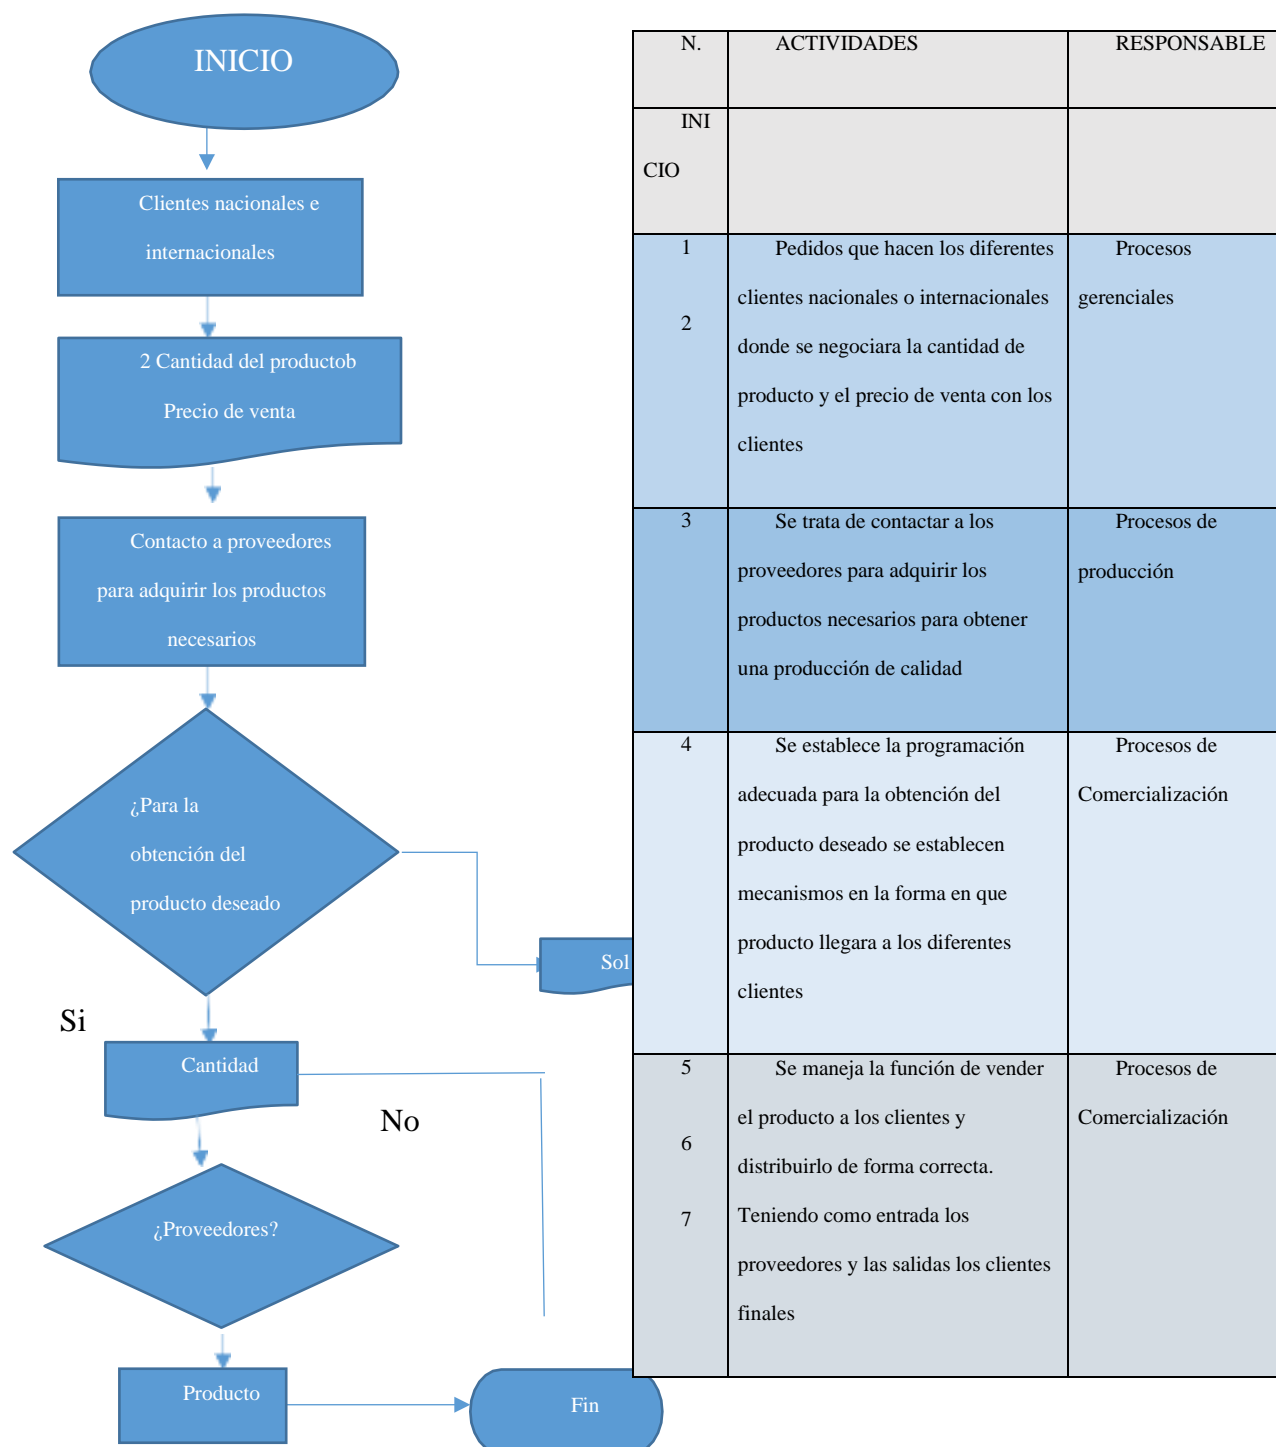 INICIO
Clientes nacionales e
internacionales
2 Cantidad del productob
Precio de venta
Contacto a proveedores
para adquirir los productos
necesarios
¿Para la
obtención del
producto deseado
Sol
Si
Cantidad
No
¿Proveedores?
Producto
Fin
N.
ACTIVIDADES
RESPONSABLE
INI
CIO
1
2
Pedidos que hacen los diferentes
clientes nacionales o internacionales
donde se negociara la cantidad de
producto y el precio de venta con los
clientes
Procesos
gerenciales
3
Se trata de contactar a los
proveedores para adquirir los
productos necesarios para obtener
una producción de calidad
Procesos de
producción
4
Se establece la programación
adecuada para la obtención del
producto deseado se establecen
mecanismos en la forma en que
producto llegara a los diferentes
clientes
Procesos de
Comercialización
5
6
7
Se maneja la función de vender
el producto a los clientes y
distribuirlo de forma correcta.
Teniendo como entrada los
proveedores y las salidas los clientes
finales
Procesos de
Comercialización